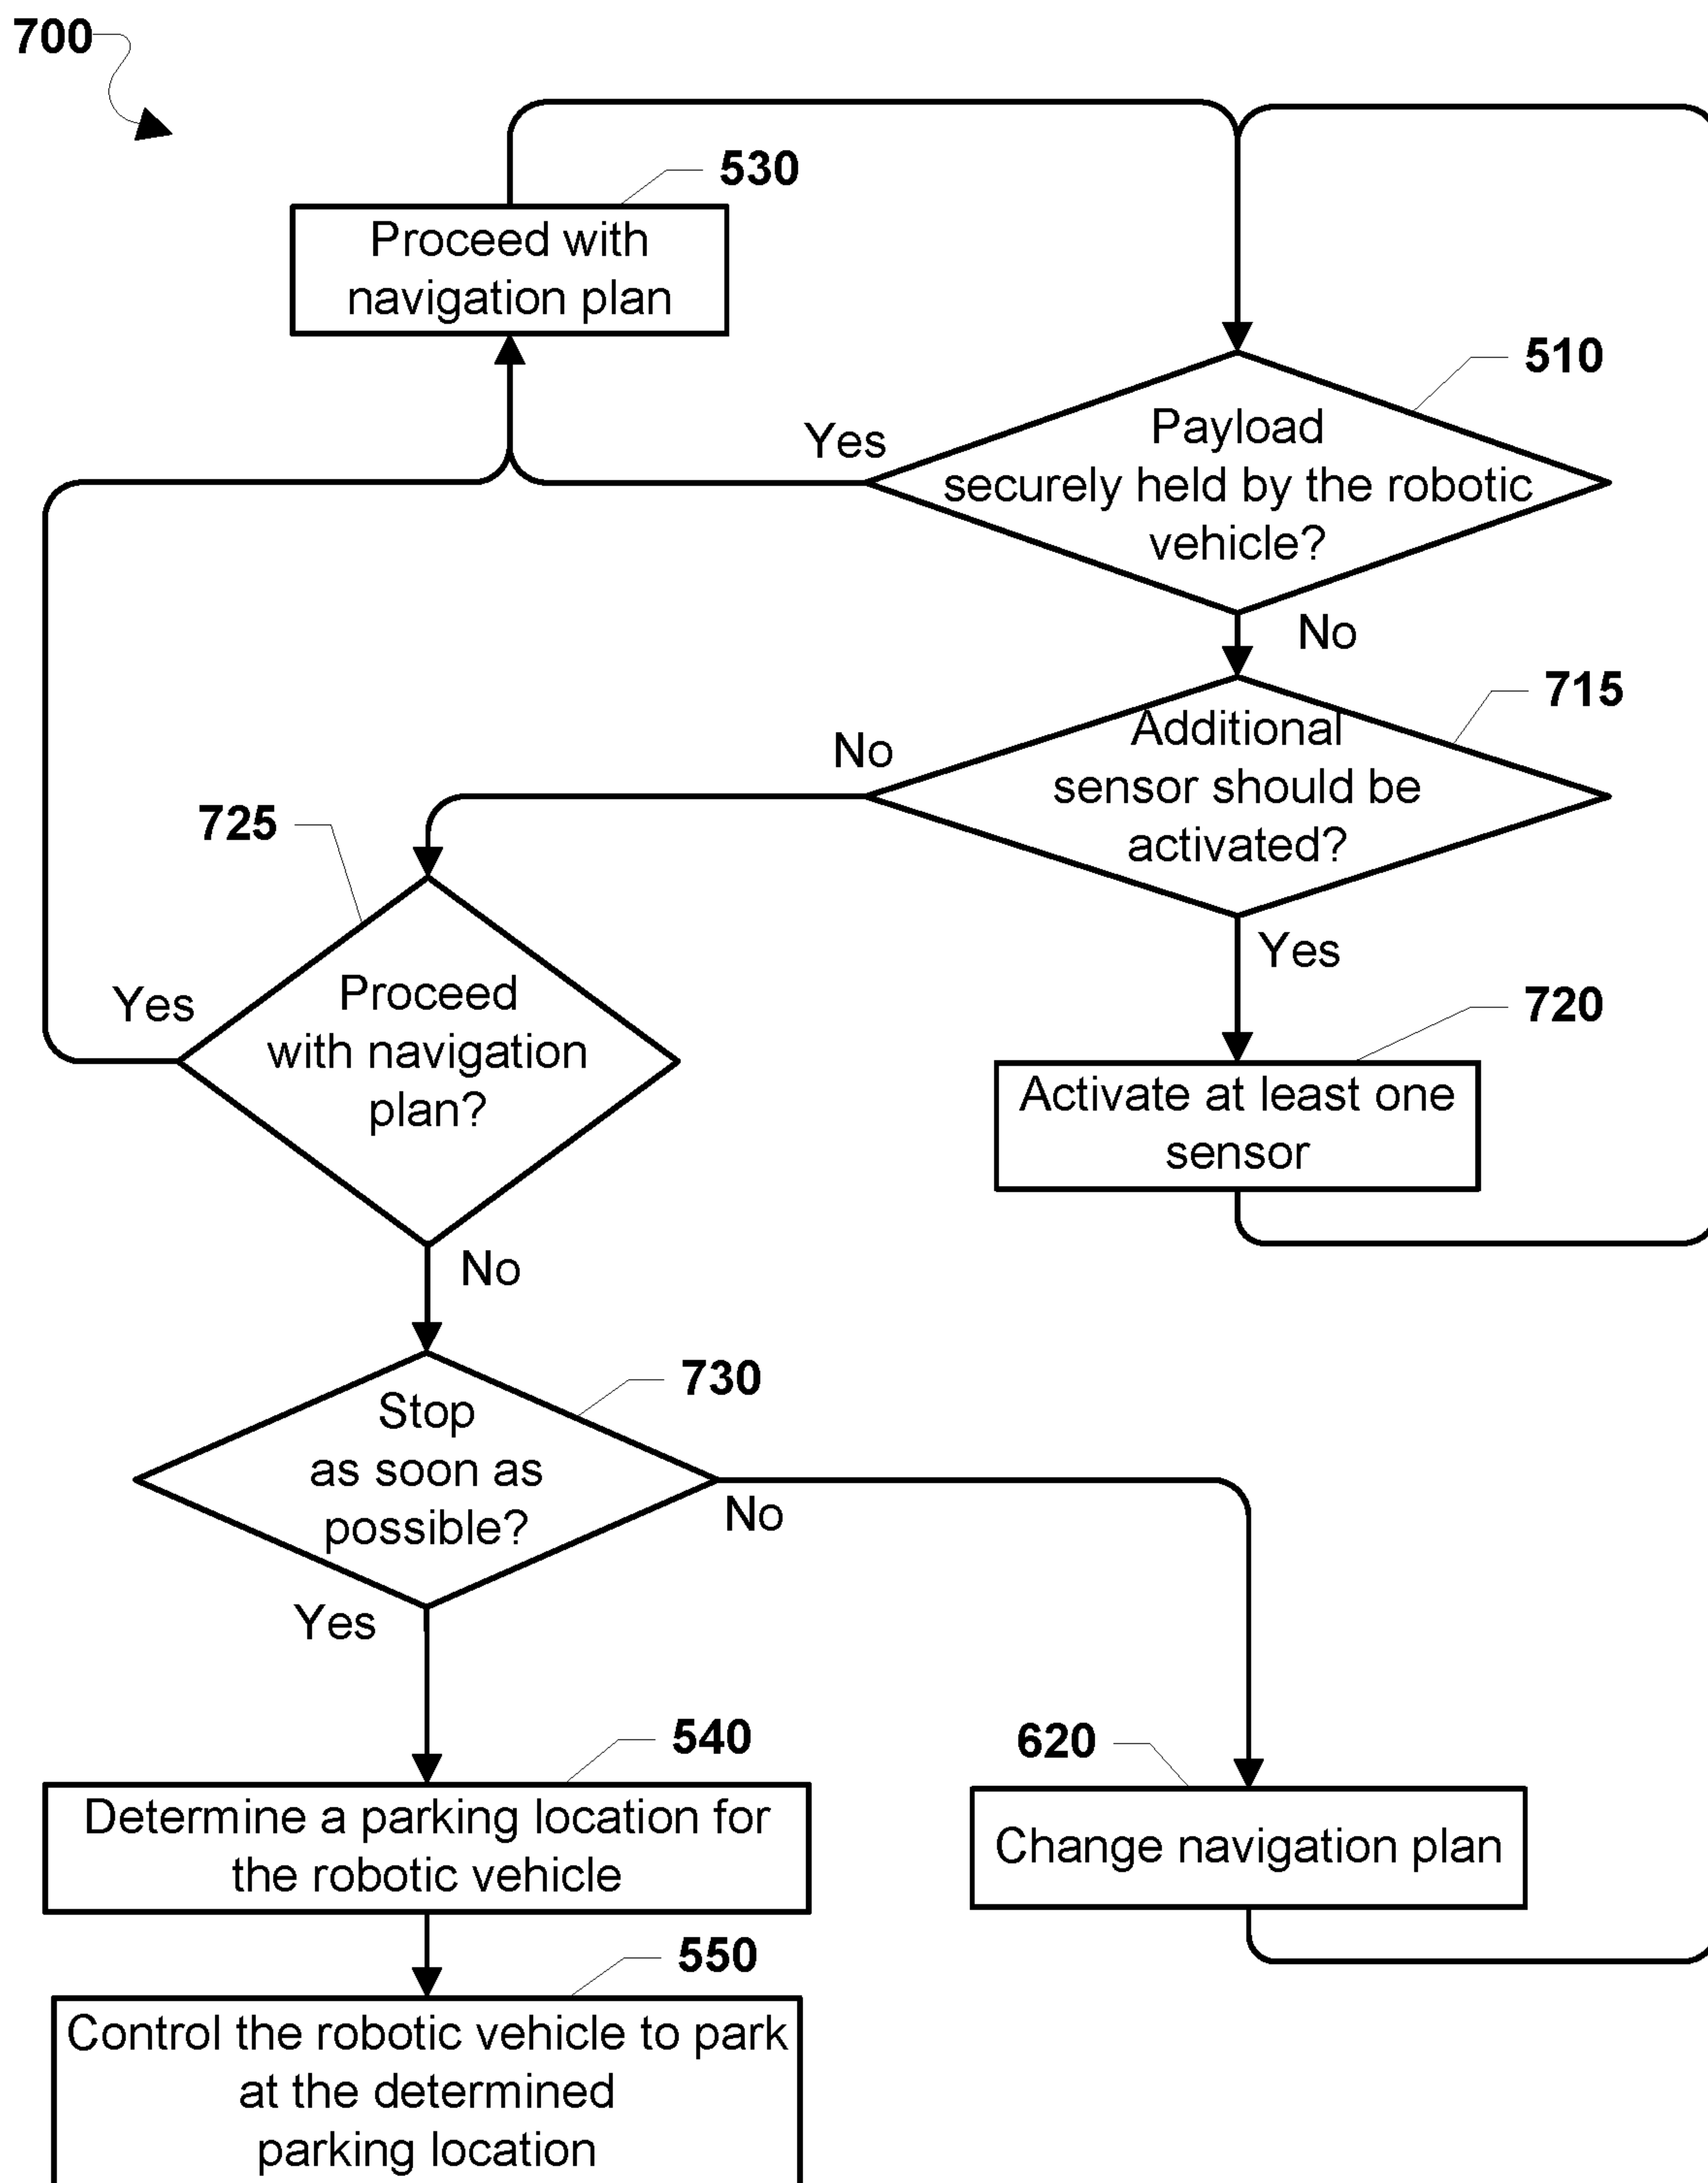 700
530
Proceed with
navigation plan
510
Yes
Payload
securely held by the robotic
vehicle?
No
715
No
Additional
sensor should be
activated?
725
Yes
Yes
Proceed
with navigation
plan?
720
Activate at least one
sensor
No
730
Stop
as soon as
possible?
No
Yes
540
Determine a parking location for
the robotic vehicle
620
Change navigation plan
550
Control the robotic vehicle to park
at the determined
parking location